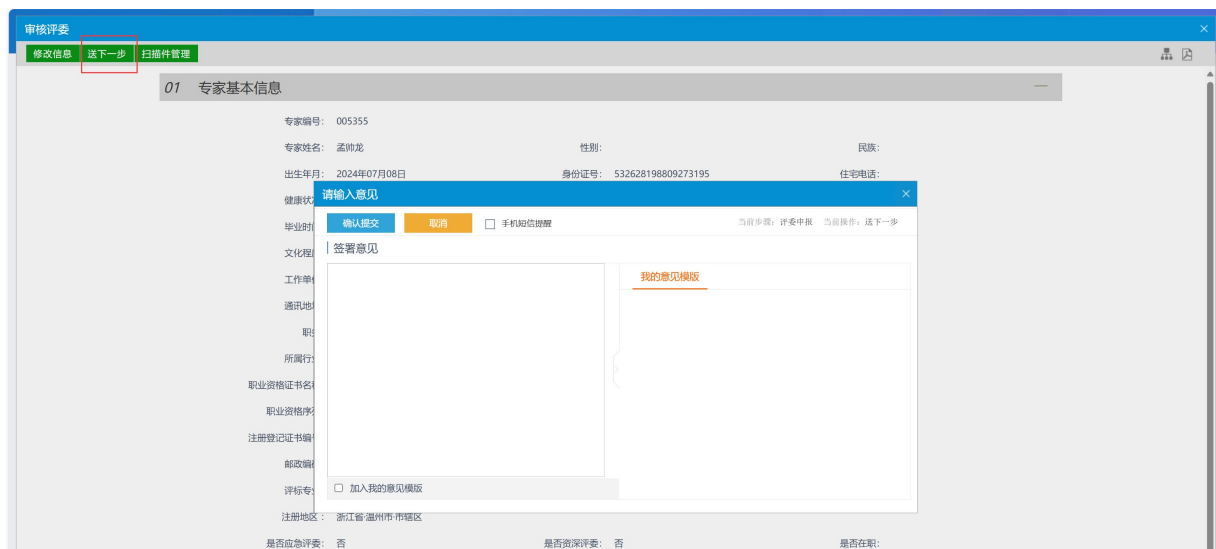 审核评委
修改信息 送下一步 扫描件管理
01 专家基本信息
专家编号： 005355
专家姓名： 孟帅龙 性别： 民族：
出生年月： 2024年07月08日 身份证号： 532628198809273195 住宅电话：
健康状
请输入意见
毕业时
确认提交 取消 手机短信提醒 当前步骤：评委申报 当前操作：送下一步
文化程
签署意见
工作单
我的意见模版
通讯地
职
所属行
职业资格证书名
职业资格序
注册登记证书编
邮政编
评标专
加入我的意见模版
注册地区： 浙江省·温州市·市辖区
是否应急评委： 否 是否资深评委： 否 是否在职：